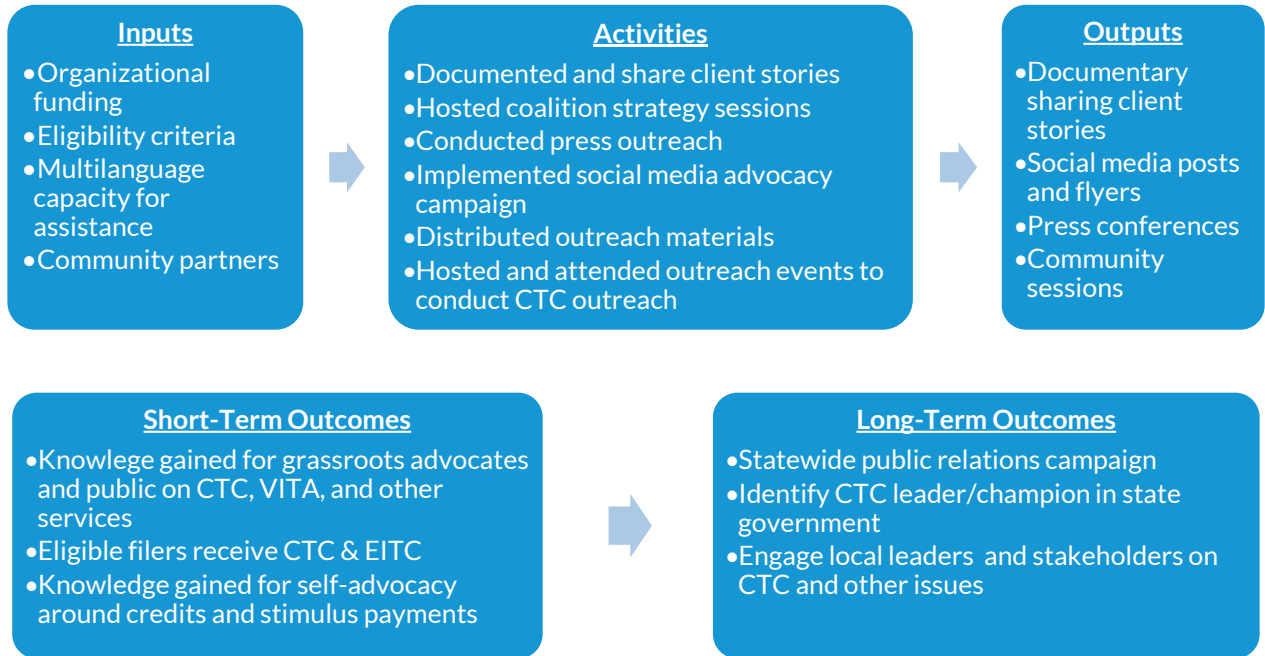 Inputs
•Organizational
funding
•Eligibility criteria
•Multilanguage
capacity for
assistance
•Community partners
Activities
•Documented and share client stories
•Hosted coalition strategy sessions
•Conducted press outreach
•Implemented social media advocacy
campaign
•Distributed outreach materials
•Hosted and attended outreach events to
conduct CTC outreach
Outputs
•Documentary
sharing client
stories
•Social media posts
and flyers
•Press conferences
•Community
sessions
Short-Term Outcomes
•Knowlege gained for grassroots advocates
and public on CTC, VITA, and other
services
•Eligible filers receive CTC & EITC
•Knowledge gained for self-advocacy
around credits and stimulus payments
Long-Term Outcomes
•Statewide public relations campaign
•Identify CTC leader/champion in state
government
•Engage local leaders and stakeholders on
CTC and other issues